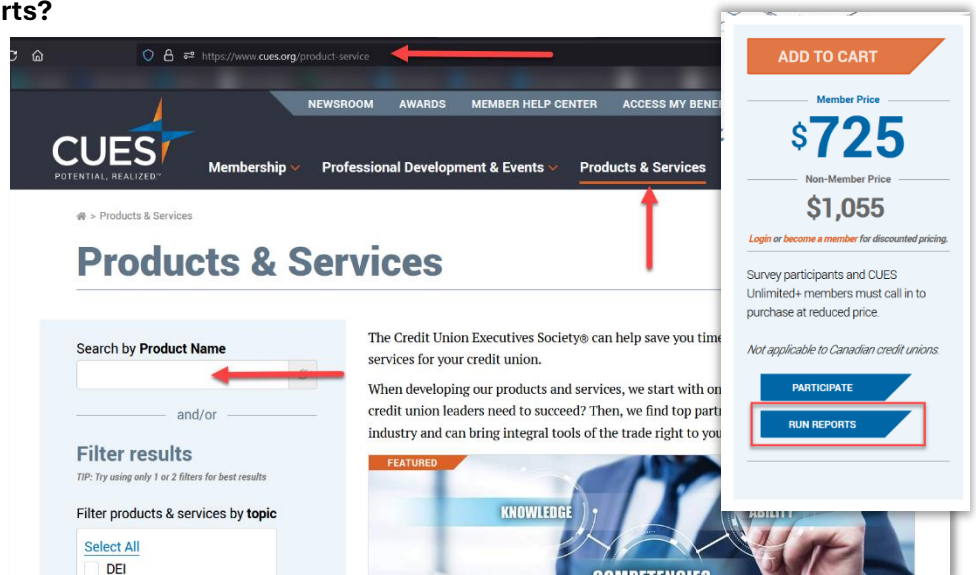 rts?
https://www.cues.org/product-service
NEWSROOM AWARDS MEMBER HELP CENTER ACCESS MY
CUES
POTENTIAL, REALIZED.™
Membership Professional Development & Events Products & Services
> Products & Services
Products & Services
Search by Product Name
and/or
Filter results
TIP: Try using only 1 or 2 filters for best results
Filter products & services by topic
Select All
DEI
The Credit Union Executives Society® can help save you time
services for your credit union.
When developing our products and services, we start with on
credit union leaders need to succeed? Then, we find top part
industry and can bring integral tools of the trade right to you
FEATURED
KNOWLEDGE
ABILITY
COMPETENCIES
ADD TO CART
Member Price
$725
Non-Member Price
$1,055
Login or become a member for discounted pricing.
Survey participants and CUES
Unlimited+ members must call in to
purchase at reduced price.
Not applicable to Canadian credit unions.
PARTICIPATE
RUN REPORTS